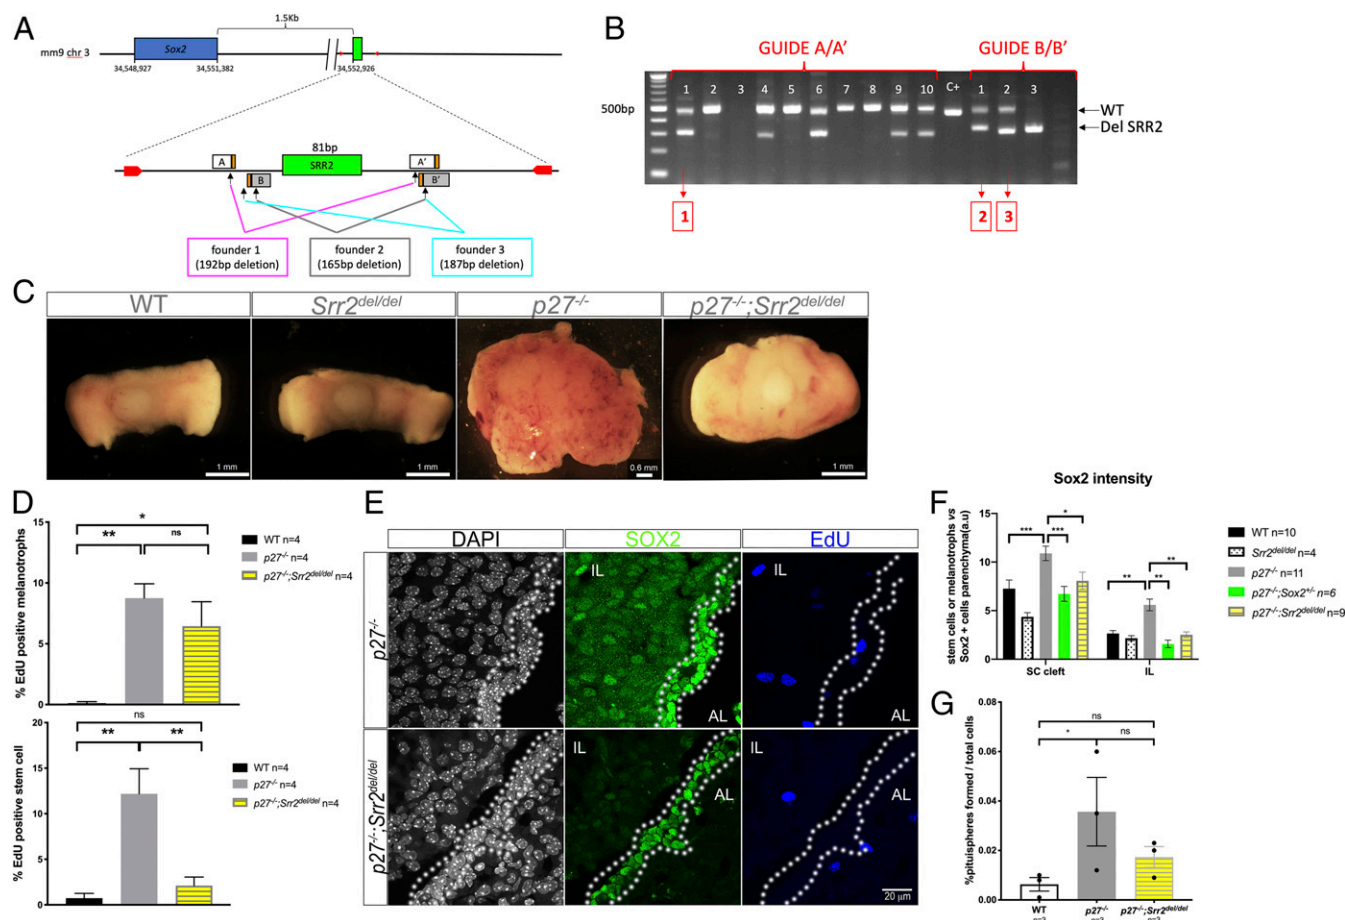 A
1.5Kb
mm9 chr 3
Sox2
34,548,927
34,551,382
34,552,926
81bp
A
SRR2
A'
B
B'
founder 1
(192bp deletion)
founder 2
(165bp deletion)
founder 3
(187bp deletion)
B
GUIDE A/A'
GUIDE B/B'
1 2 3 4 5 6 7 8 9 10 C+ 1 2 3
500bp
WT
Del SRR2
1 2 3
C
WT
Srr2del/del
p27-/-
p27-/-;Srr2del/del
1 mm
1 mm
0.6 mm
1 mm
D
% EdU positive melanotrophs
15
10
5
0
*
**
ns
WT n=4
p27-/- n=4
p27-/-;Srr2del/del n=4
% EdU positive stem cell
20
15
10
5
0
ns
**
**
WT n=4
p27-/- n=4
p27-/-;Srr2del/del n=4
E
DAPI
SOX2
EdU
p27-/-
IL
AL
IL
AL
p27-/-;Srr2del/del
IL
AL
IL
AL
20 µm
F
Sox2 intensity
stem cells or melanotrophs vs
Sox2 + cells parenchyma(a.u)
15
10
5
0
***
*
***
**
**
**
SC cleft
IL
WT n=10
Srr2del/del n=4
p27-/- n=11
p27-/-;Sox2+/- n=6
p27-/-;Srr2del/del n=9
G
%pituispheres formed / total cells
0.08
0.06
0.04
0.02
0.00
ns
*
ns
WT
p27-/-
p27-/-;Srr2del/del